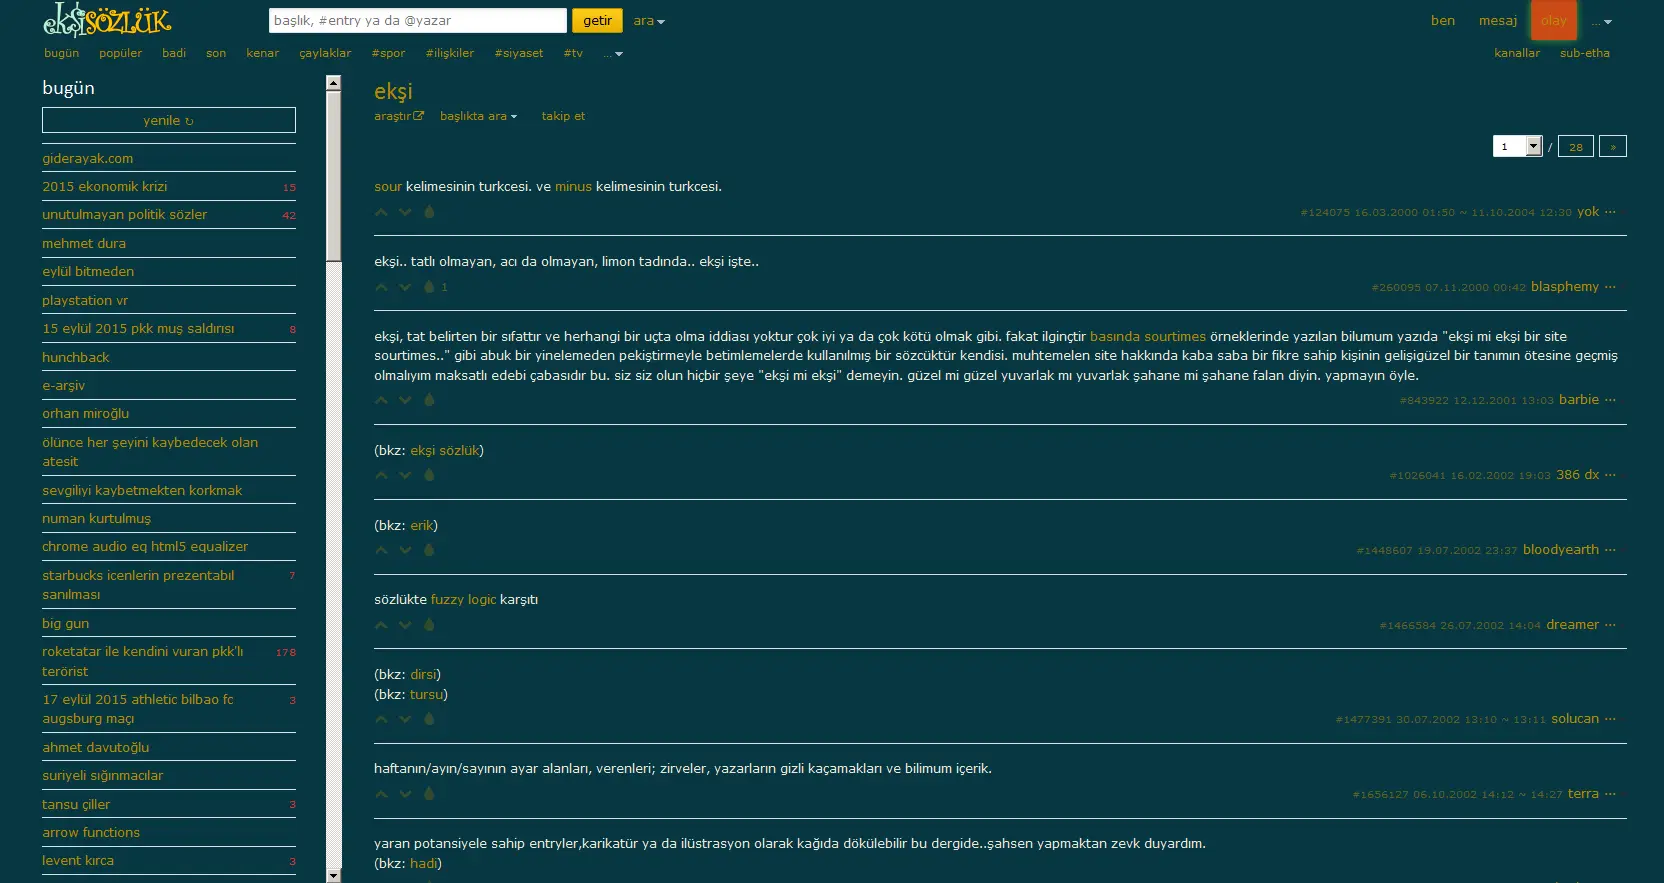 ekşi sözlük
başlık, #entry ya da @yazar
getir
ara
ben
mesaj
olay
...
bugün
popüler
badi
son
kenar
çaylaklar
#spor
#ilişkiler
#siyaset
#tv
...
kanallar
sub-etha
bugün
yenile
giderayak.com
2015 ekonomik krizi 15
unutulmayan politik sözler 42
mehmet dura
eylül bitmeden
playstation vr
15 eylül 2015 pkk muş saldırısı 8
hunchback
e-arşiv
orhan miroğlu
ölünce her şeyini kaybedecek olan
atesit
sevgiliyi kaybetmekten korkmak
numan kurtulmuş
chrome audio eq html5 equalizer
starbucks icenlerin prezentabıl 7
sanılması
big gun
roketatar ile kendini vuran pkk'lı 178
terörist
17 eylül 2015 athletic bilbao fc 3
augsburg maçı
ahmet davutoğlu
suriyeli sığınmacılar
tansu çiller 3
arrow functions
levent kırca 3
ekşi
araştır
başlıkta ara
takip et
1 / 28 »
sour kelimesinin turkcesi. ve minus kelimesinin turkcesi.
#124075 16.03.2000 01:50 ~ 11.10.2004 12:30 yok ...
ekşi.. tatlı olmayan, acı da olmayan, limon tadında.. ekşi işte..
1
#260095 07.11.2000 00:42 blasphemy ...
ekşi, tat belirten bir sıfattır ve herhangi bir uçta olma iddiası yoktur çok iyi ya da çok kötü olmak gibi. fakat ilginçtir basında sourtimes örneklerinde yazılan bilumum yazıda "ekşi mi ekşi bir site
sourtimes.." gibi abuk bir yinelemeden pekiştirmeyle betimlemelerde kullanılmış bir sözcüktür kendisi. muhtemelen site hakkında kaba saba bir fikre sahip kişinin gelişigüzel bir tanımın ötesine geçmiş
olmalıyım maksatlı edebi çabasıdır bu. siz siz olun hiçbir şeye "ekşi mi ekşi" demeyin. güzel mi güzel yuvarlak mı yuvarlak şahane mi şahane falan diyin. yapmayın öyle.
#843922 12.12.2001 13:03 barbie ...
(bkz: ekşi sözlük)
#1026041 16.02.2002 19:03 386 dx ...
(bkz: erik)
#1448607 19.07.2002 23:37 bloodyearth ...
sözlükte fuzzy logic karşıtı
#1466584 26.07.2002 14:04 dreamer ...
(bkz: dirsi)
(bkz: tursu)
#1477391 30.07.2002 13:10 ~ 13:11 solucan ...
haftanın/ayın/sayının ayar alanları, verenleri; zirveler, yazarların gizli kaçamakları ve bilimum içerik.
#1656127 06.10.2002 14:12 ~ 14:27 terra ...
yaran potansiyele sahip entryler,karikatür ya da ilüstrasyon olarak kağıda dökülebilir bu dergide..şahsen yapmaktan zevk duyardım.
(bkz: hadi)